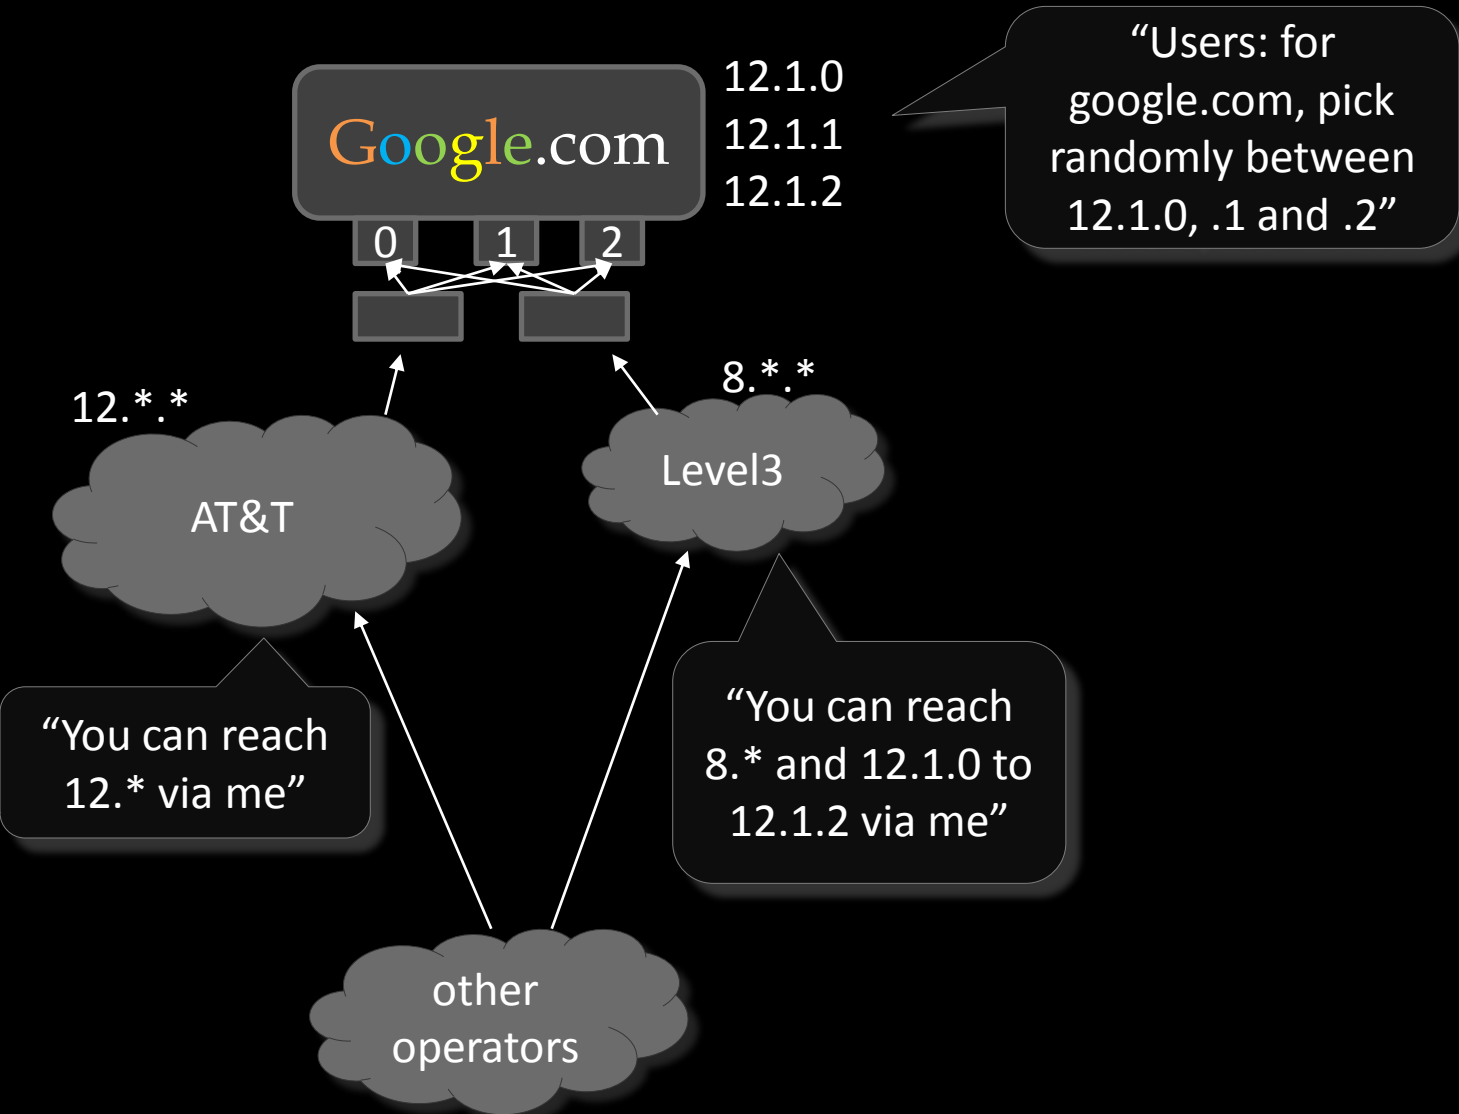 Google.com
12.1.0
12.1.1
12.1.2
“Users: for
google.com, pick
randomly between
12.1.0, .1 and .2”
0
1
2
12.*.*
8.*.*
AT&T
Level3
“You can reach
12.* via me”
“You can reach
8.* and 12.1.0 to
12.1.2 via me”
other
operators